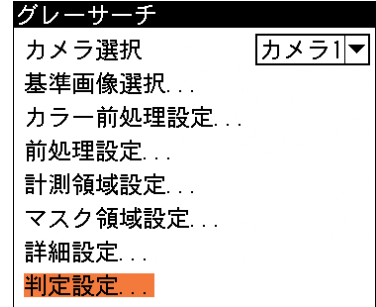 グレーサーチ
カメラ選択 カメラ1▼
基準画像選択...
カラー前処理設定...
前処理設定...
計測領域設定...
マスク領域設定...
詳細設定...
判定設定...